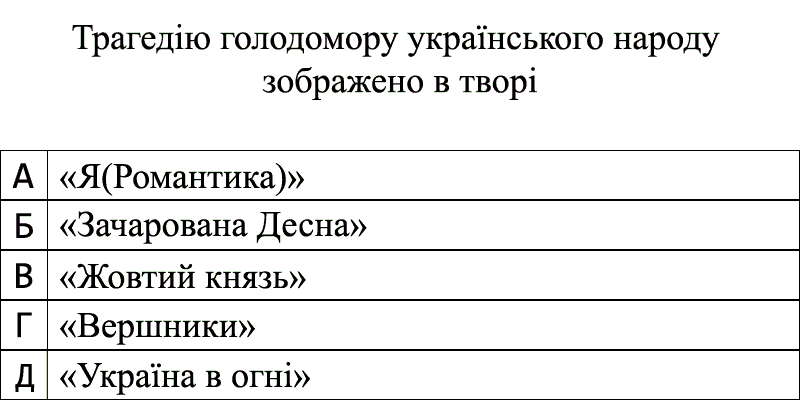 Трагедію голодомору українського народу
зображено в творі
А «Я(Романтика)»
Б «Зачарована Десна»
В «Жовтий князь»
Г «Вершники»
Д «Україна в огні»